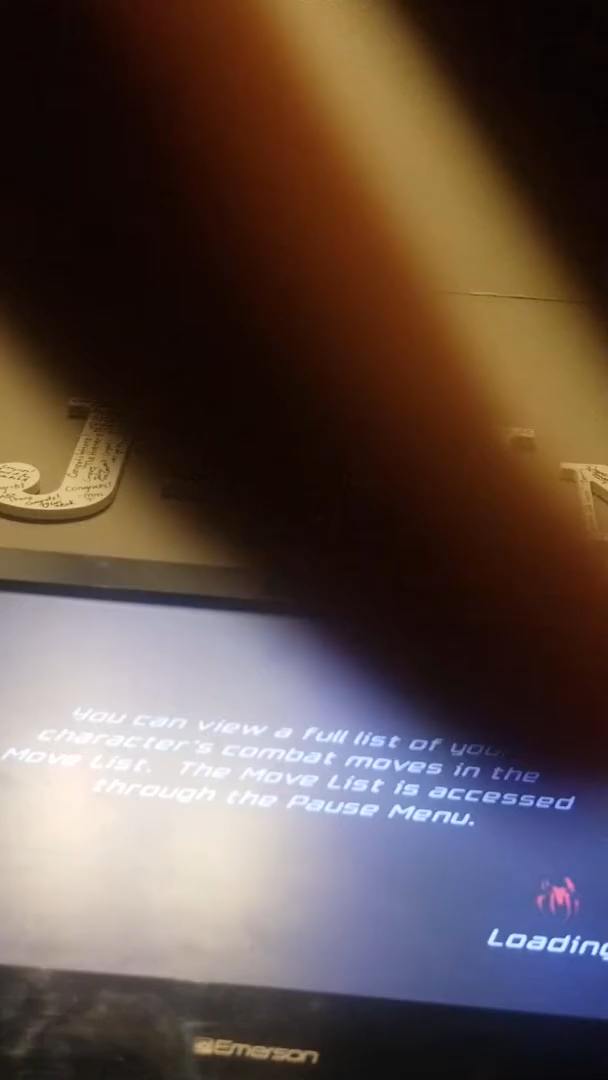 J
Congrats!
You can view a full list of
character's combat moves in the
Move List. The Move List is accessed
through the Pause Menu.
Loading
Emerson